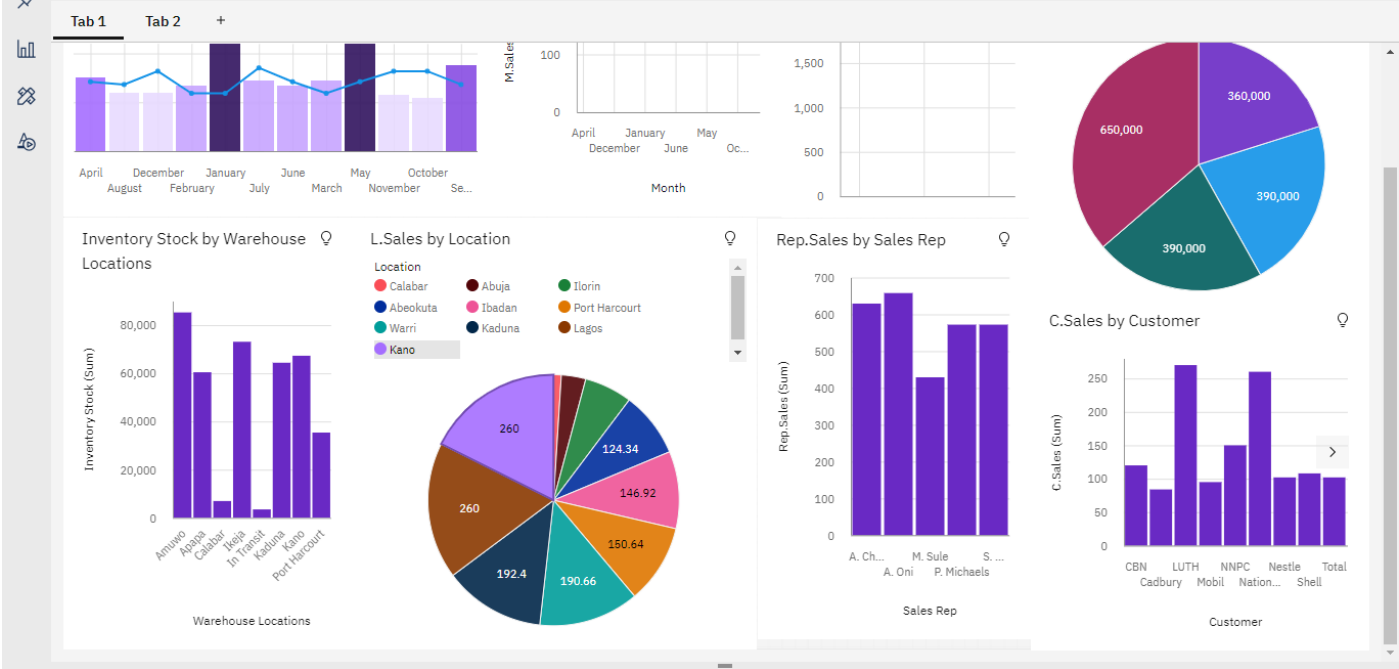 Tab 1 Tab 2 +
April August December February January July June March May November October Se...
M.Sales
100
0
April December January June May Oc...
Month
1,500
1,000
500
0
360,000
650,000
390,000
390,000
Inventory Stock by Warehouse
Locations
Inventory Stock (Sum)
80,000
60,000
40,000
20,000
0
Amuwo
Apapa
Calabar
Ikeja
In Transit
Kaduna
Kano
Port Harcourt
Warehouse Locations
L.Sales by Location
Location
Calabar Abuja Ilorin
Abeokuta Ibadan Port Harcourt
Warri Kaduna Lagos
Kano
260
124.34
146.92
260
150.64
192.4
190.66
Rep.Sales by Sales Rep
Rep.Sales (Sum)
700
600
500
400
300
200
100
0
A. Ch... M. Sule S. ...
A. Oni P. Michaels
Sales Rep
C.Sales by Customer
C.Sales (Sum)
250
200
150
100
50
0
CBN LUTH NNPC Nestle Total
Cadbury Mobil Nation... Shell
Customer